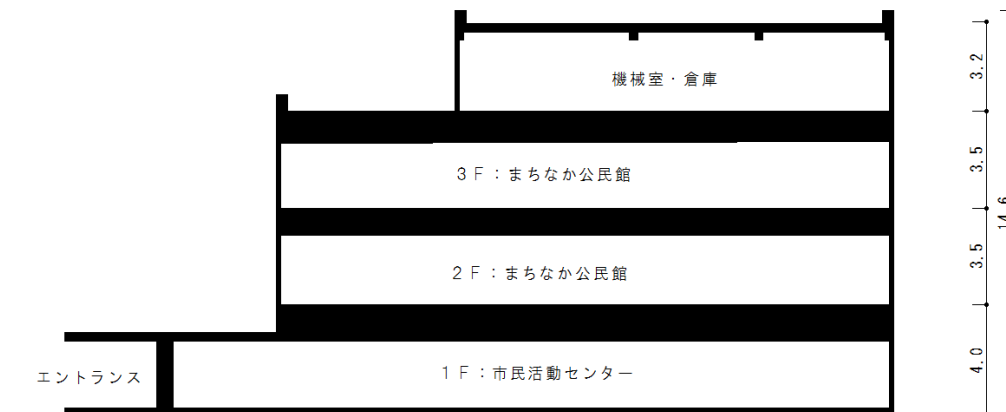 機械室・倉庫
3.2
3F：まちなか公民館
3.5
14.6
2F：まちなか公民館
3.5
エントランス
1F：市民活動センター
4.0